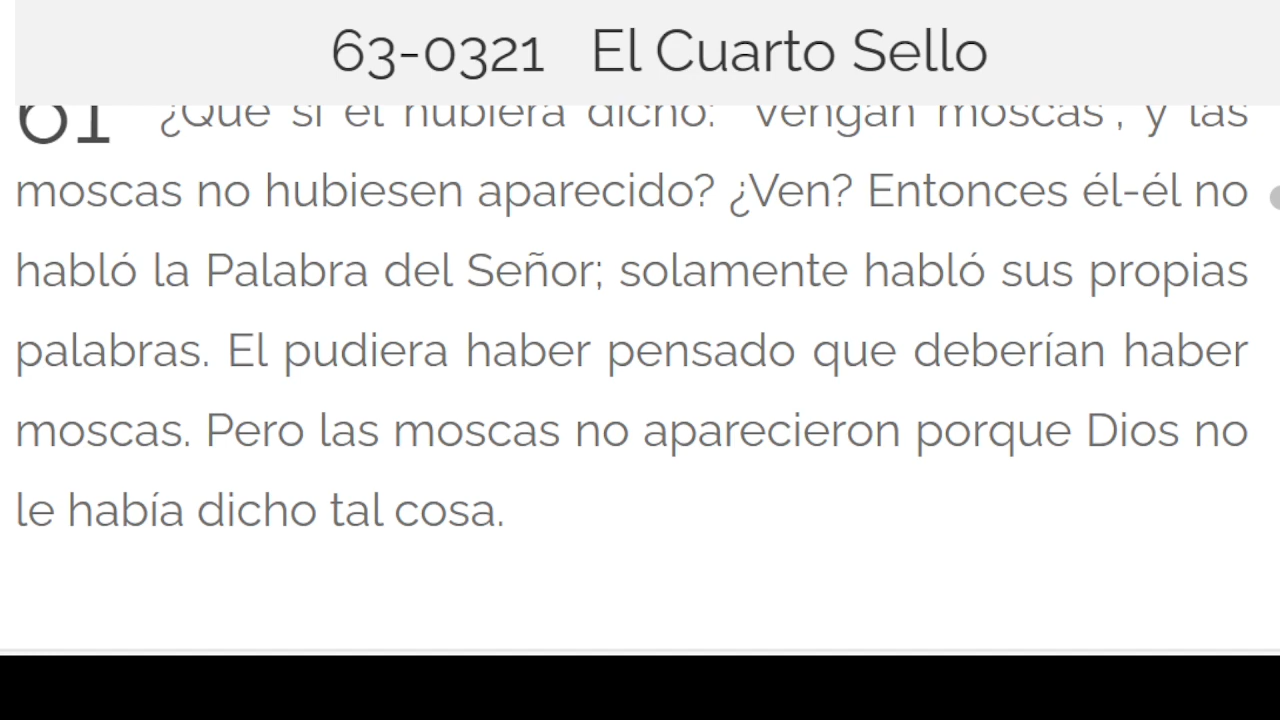 63-0321 El Cuarto Sello
61 ¿Qué si él hubiera dicho: "Vengan moscas", y las
moscas no hubiesen aparecido? ¿Ven? Entonces él-él no
habló la Palabra del Señor; solamente habló sus propias
palabras. El pudiera haber pensado que deberían haber
moscas. Pero las moscas no aparecieron porque Dios no
le había dicho tal cosa.